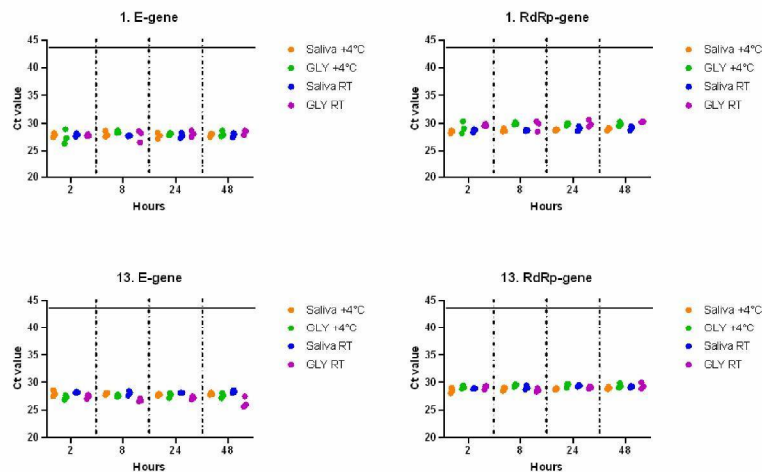 1. E-gene
45
40
35
30
25
20
Ct value
2 8 24 48
Hours
Saliva +4°C
GLY +4°C
Saliva RT
GLY RT
1. RdRp-gene
45
40
35
30
25
20
Ct value
2 8 24 48
Hours
Saliva +4°C
GLY +4°C
Saliva RT
GLY RT
13. E-gene
45
40
35
30
25
20
Ct value
2 8 24 48
Hours
Saliva +4°C
GLY +4°C
Saliva RT
GLY RT
13. RdRp-gene
45
40
35
30
25
20
Ct value
2 8 24 48
Hours
Saliva +4°C
GLY +4°C
Saliva RT
GLY RT